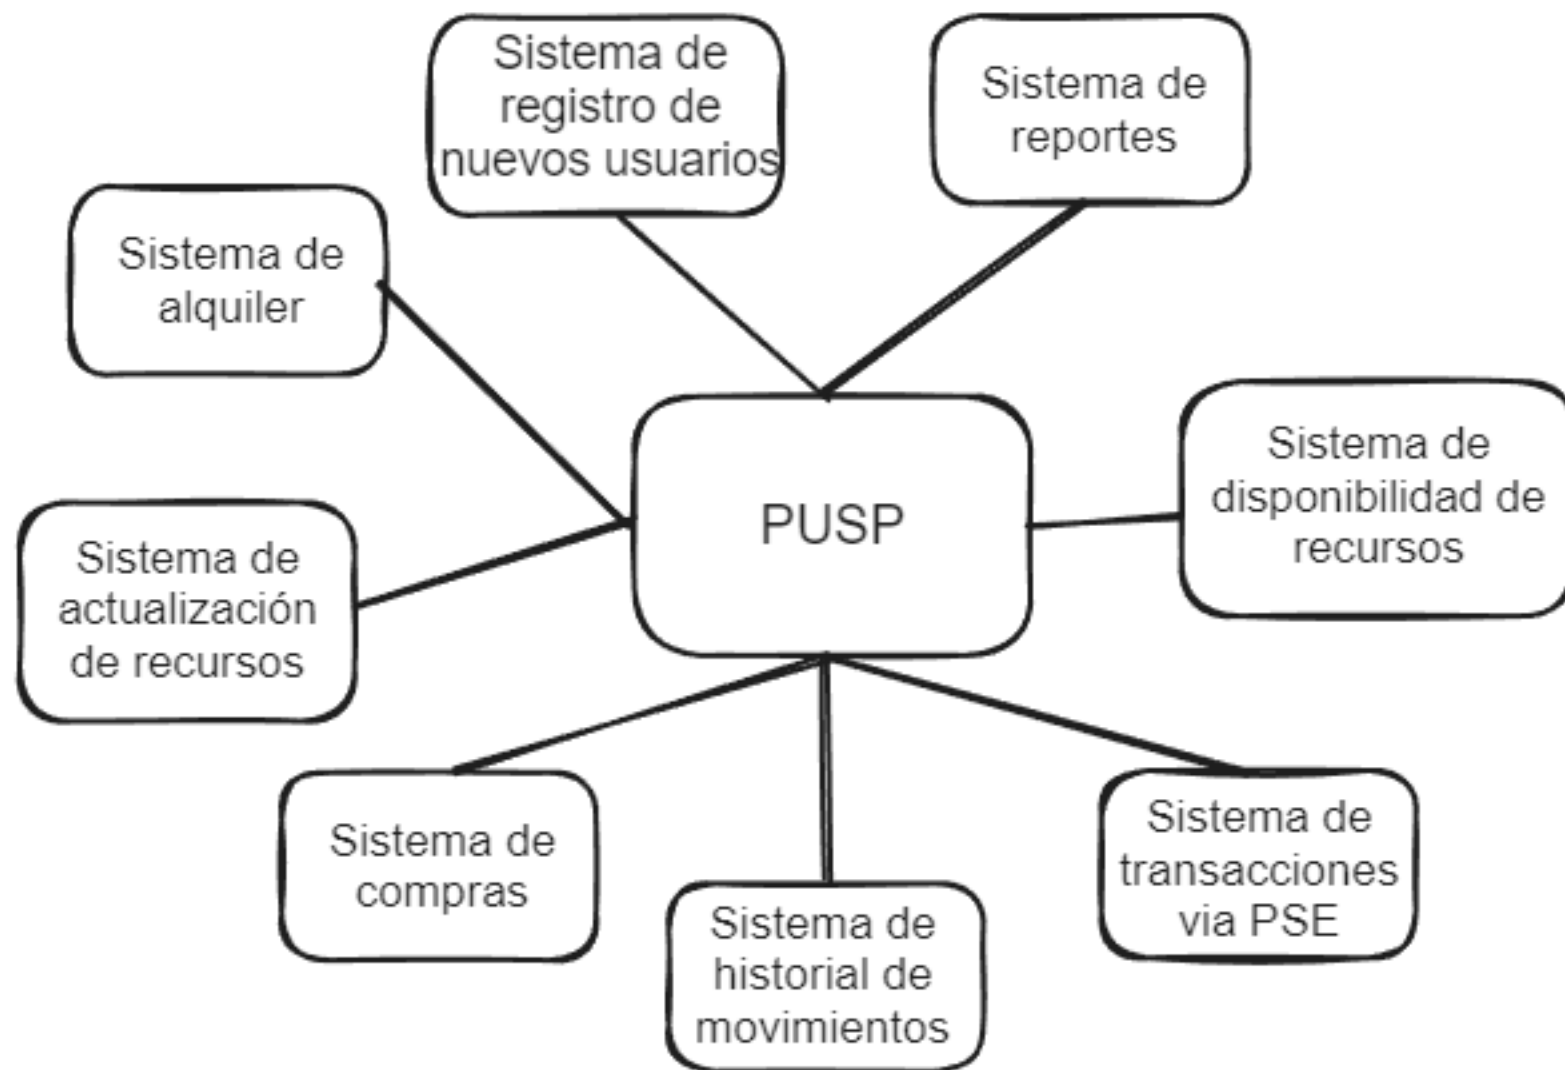 Sistema de
registro de
nuevos usuarios
Sistema de
reportes
Sistema de
alquiler
Sistema de
disponibilidad de
recursos
PUSP
Sistema de
actualización
de recursos
Sistema de
compras
Sistema de
historial de
movimientos
Sistema de
transacciones
via PSE